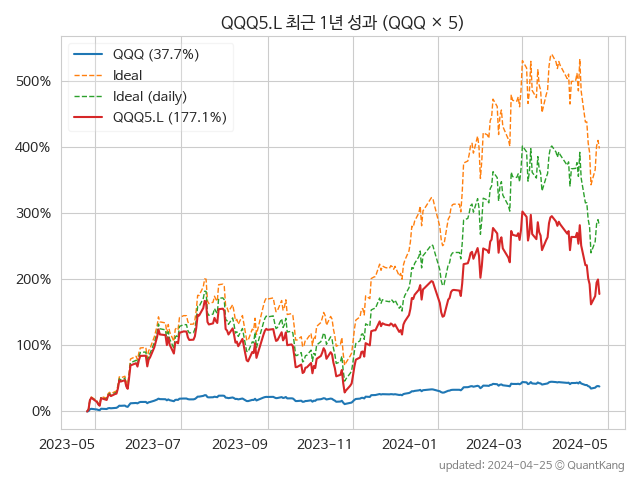 QQQ5.L 최근 1년 성과 (QQQ × 5)
QQQ (37.7%)
Ideal
Ideal (daily)
QQQ5.L (177.1%)
500%
400%
300%
200%
100%
0%
2023-05 2023-07 2023-09 2023-11 2024-01 2024-03 2024-05
updated: 2024-04-25 © QuantKang